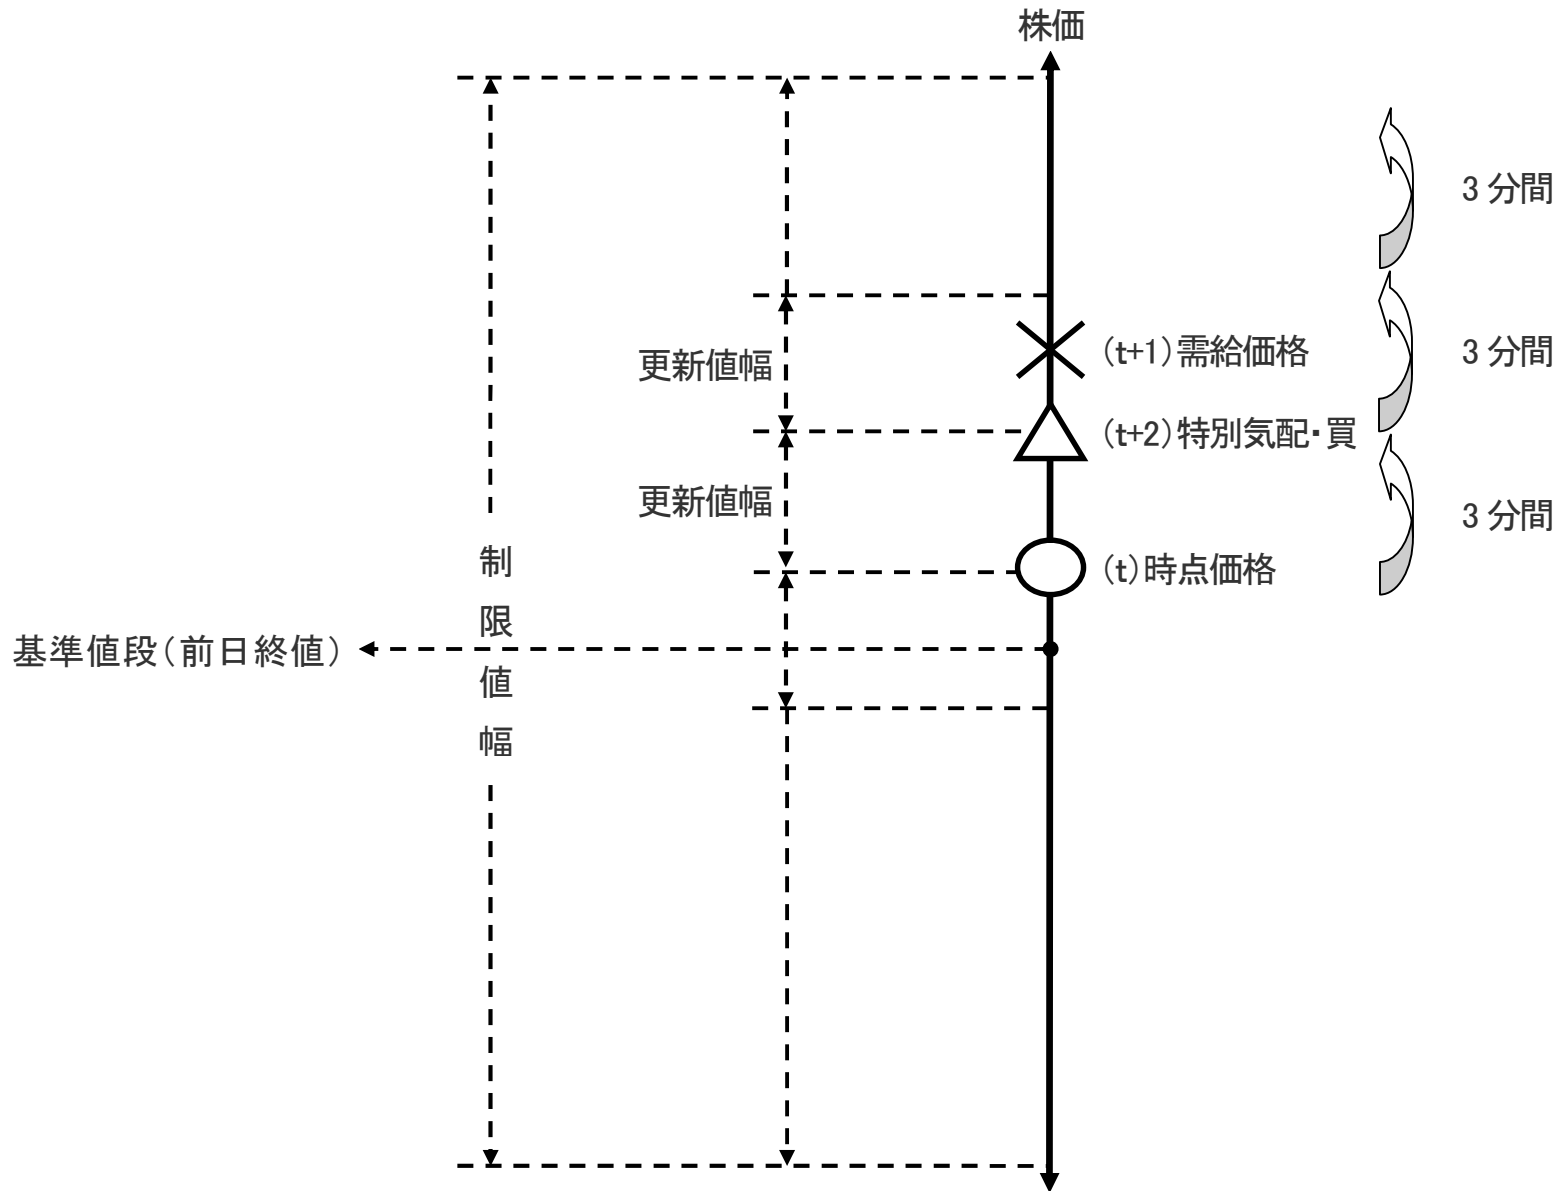 株価
3 分間
(t+1)需給価格
3 分間
更新値幅
(t+2)特別気配・買
更新値幅
3 分間
(t)時点価格
制
限
値
幅
基準値段(前日終値)